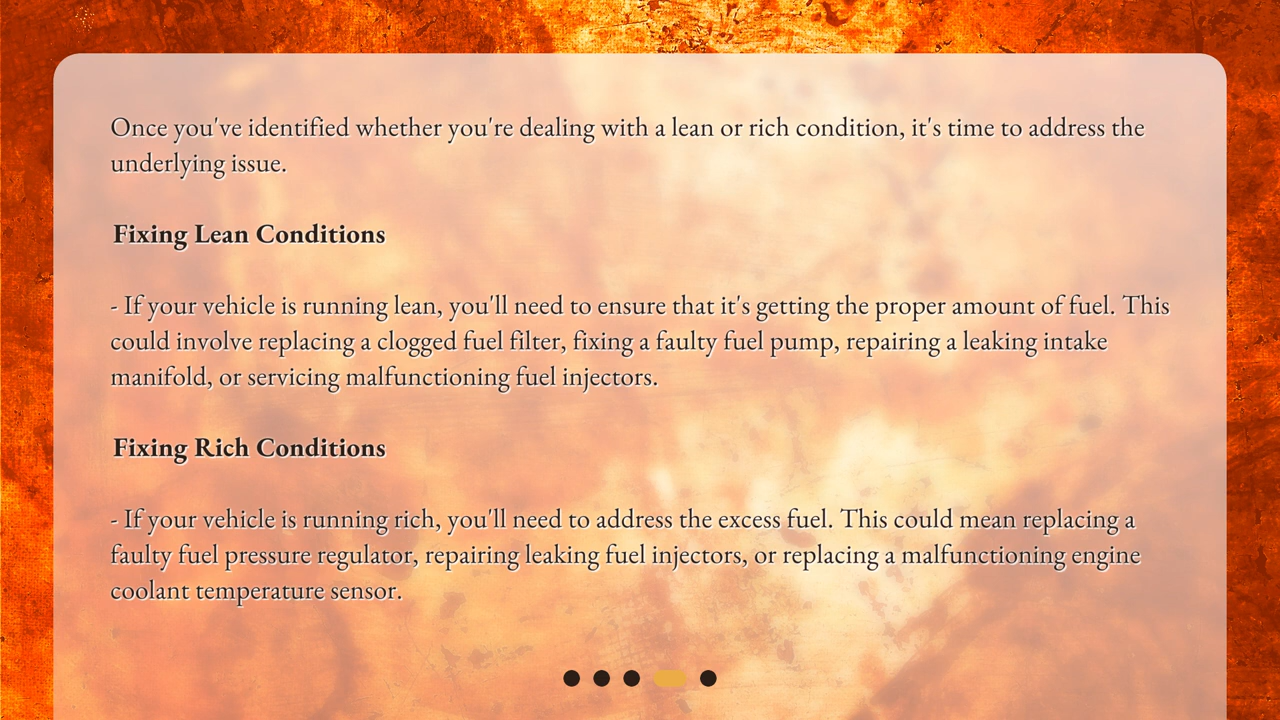 Once you've identified whether you're dealing with a lean or rich condition, it's time to address the
underlying issue.
Fixing Lean Conditions
- If your vehicle is running lean, you'll need to ensure that it's getting the proper amount of fuel. This
could involve replacing a clogged fuel filter, fixing a faulty fuel pump, repairing a leaking intake
manifold, or servicing malfunctioning fuel injectors.
Fixing Rich Conditions
- If your vehicle is running rich, you'll need to address the excess fuel. This could mean replacing a
faulty fuel pressure regulator, repairing leaking fuel injectors, or replacing a malfunctioning engine
coolant temperature sensor.